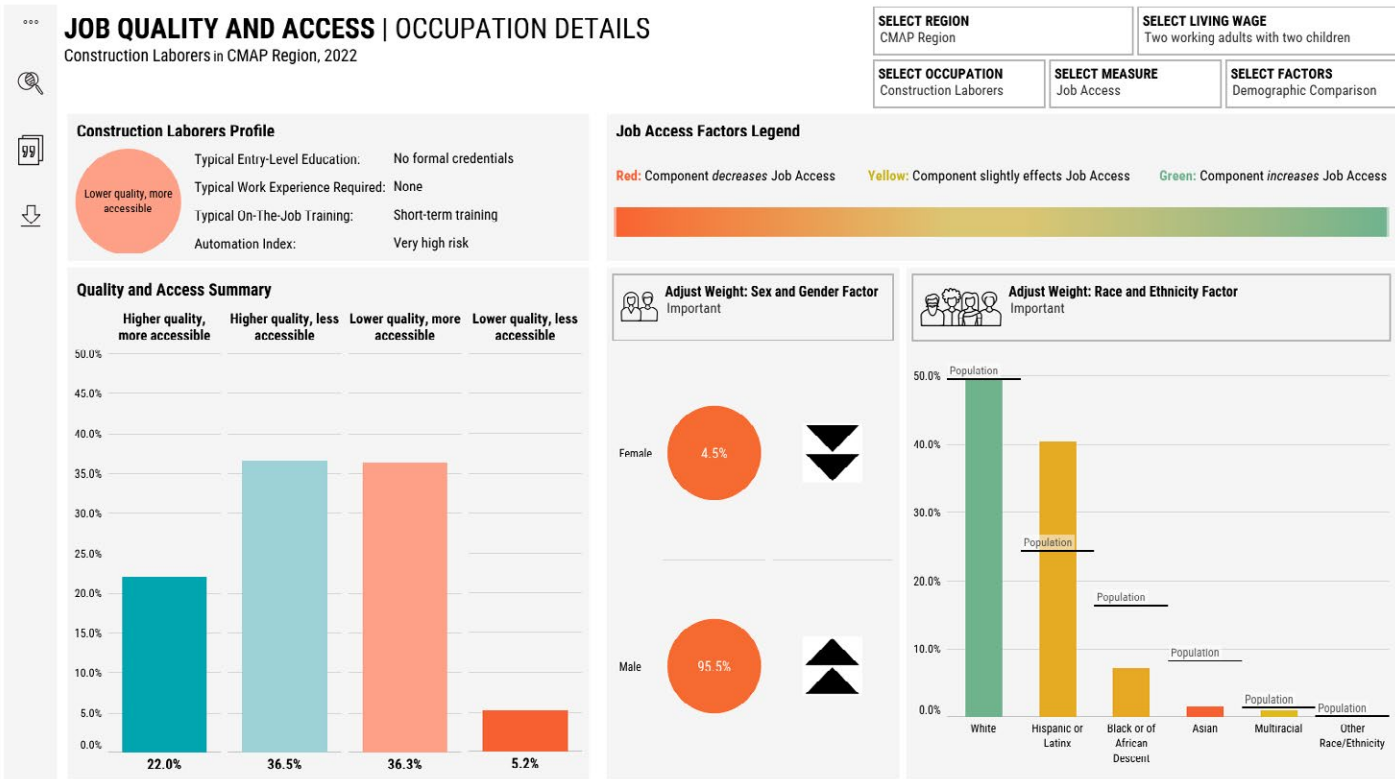 JOB QUALITY AND ACCESS | OCCUPATION DETAILS
Construction Laborers in CMAP Region, 2022
SELECT REGION
CMAP Region
SELECT LIVING WAGE
Two working adults with two children
SELECT OCCUPATION
Construction Laborers
SELECT MEASURE
Job Access
SELECT FACTORS
Demographic Comparison
Construction Laborers Profile
Lower quality, more
accessible
Typical Entry-Level Education: No formal credentials
Typical Work Experience Required: None
Typical On-The-Job Training: Short-term training
Automation Index: Very high risk
Job Access Factors Legend
Red: Component decreases Job Access
Yellow: Component slightly effects Job Access
Green: Component increases Job Access
Quality and Access Summary
Higher quality,
more accessible
Higher quality, less
accessible
Lower quality, more
accessible
Lower quality, less
accessible
50.0%
45.0%
40.0%
35.0%
30.0%
25.0%
20.0%
15.0%
10.0%
5.0%
0.0%
22.0% 36.5% 36.3% 5.2%
Adjust Weight: Sex and Gender Factor
Important
Female 4.5%
Male 95.5%
Adjust Weight: Race and Ethnicity Factor
Important
50.0%
40.0%
30.0%
20.0%
10.0%
0.0%
Population
Population
Population
Population
Population
Population
White
Hispanic or
Latinx
Black or of
African
Descent
Asian
Multiracial
Other
Race/Ethnicity